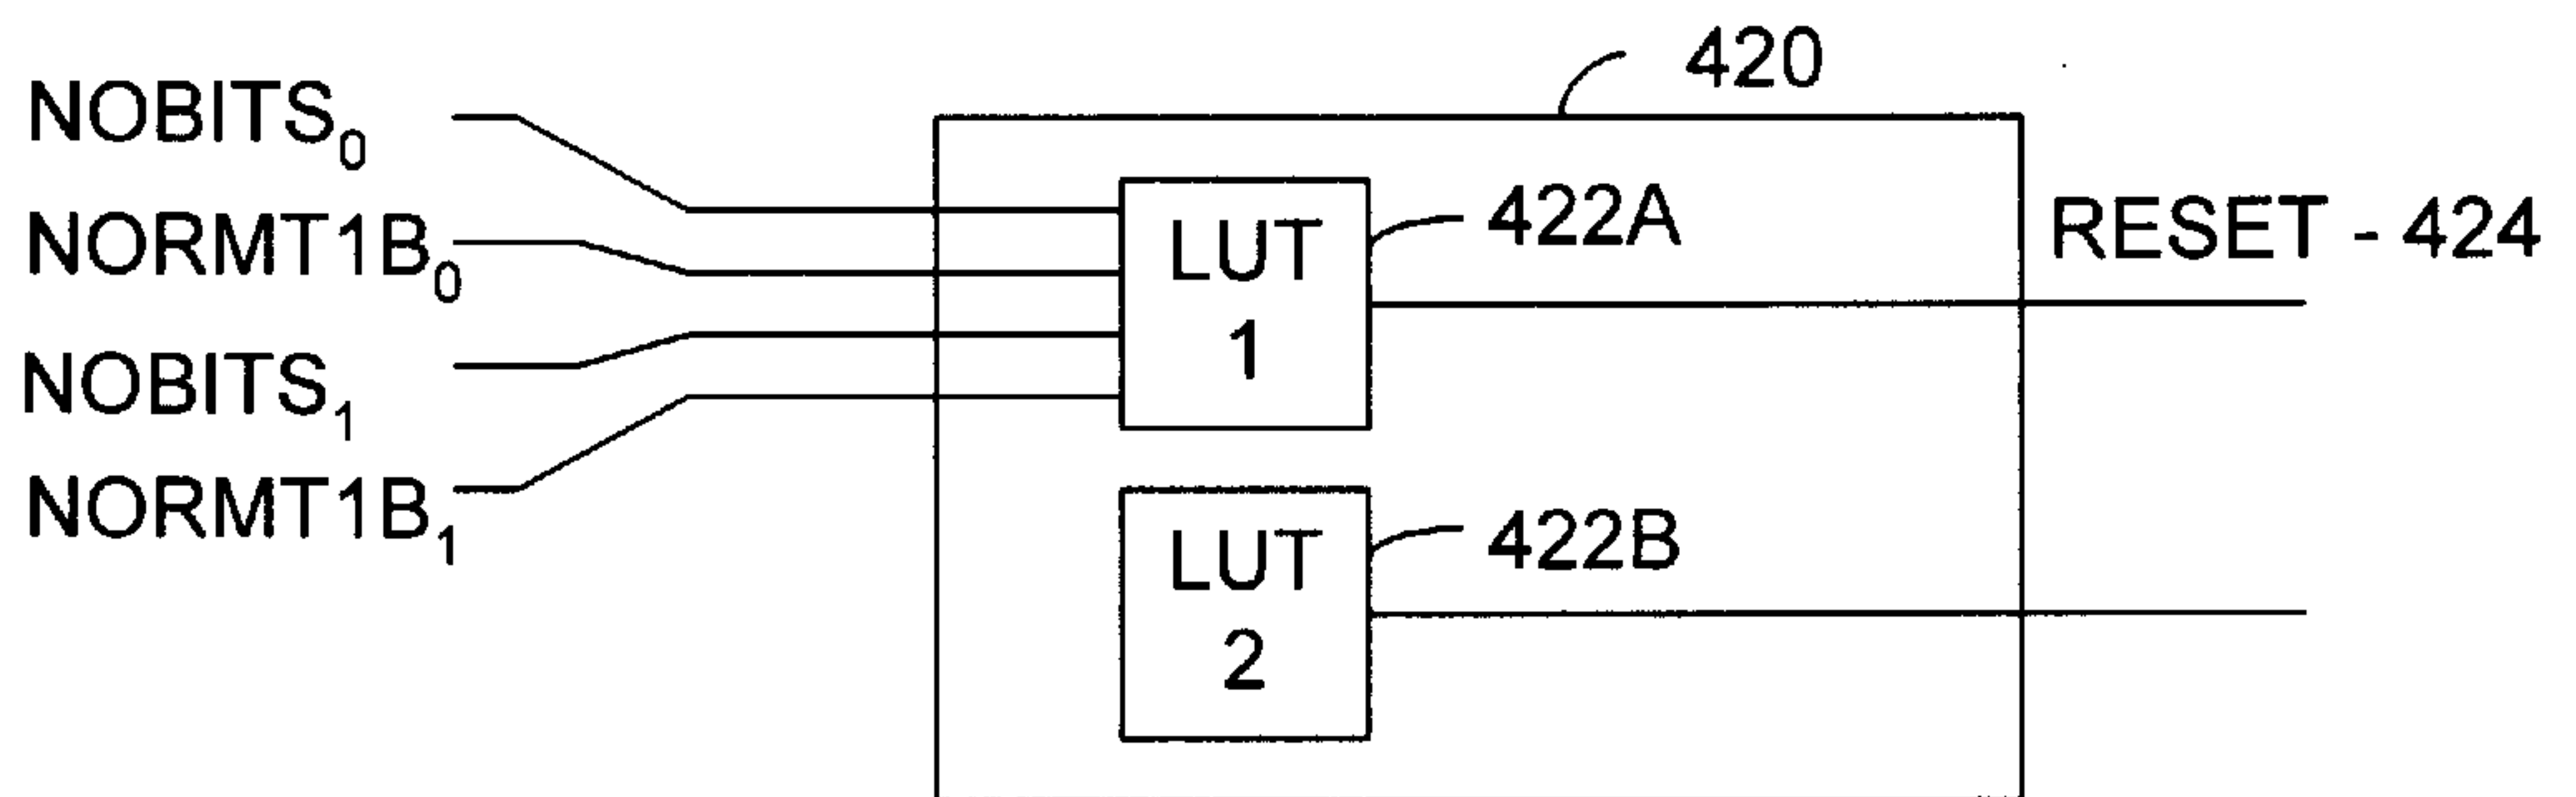 420
NOBITS₀
NORMT1B₀
NOBITS₁
NORMT1B₁
LUT
1
422A
RESET - 424
LUT
2
422B